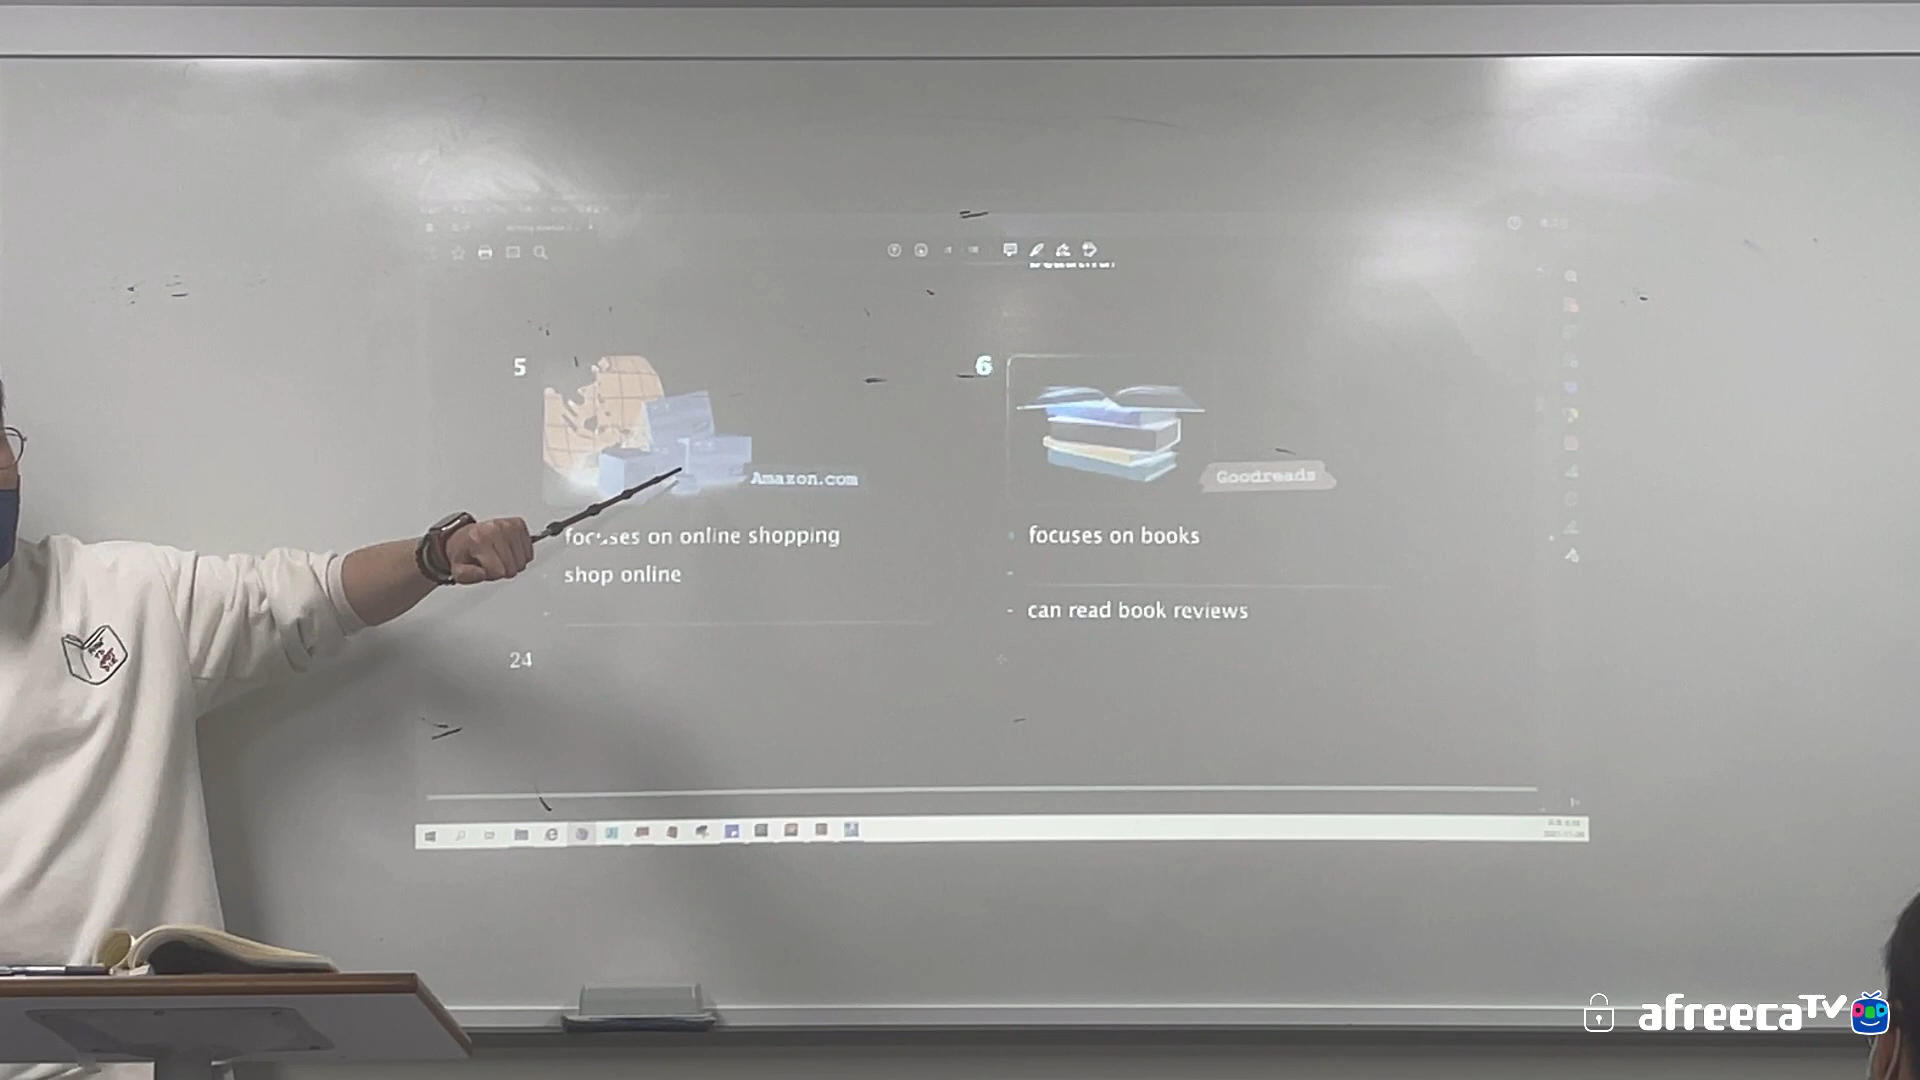 5
6
Amazon.com
Goodreads
focuses on online shopping
focuses on books
shop online
-
- can read book reviews
24
afreecaTV